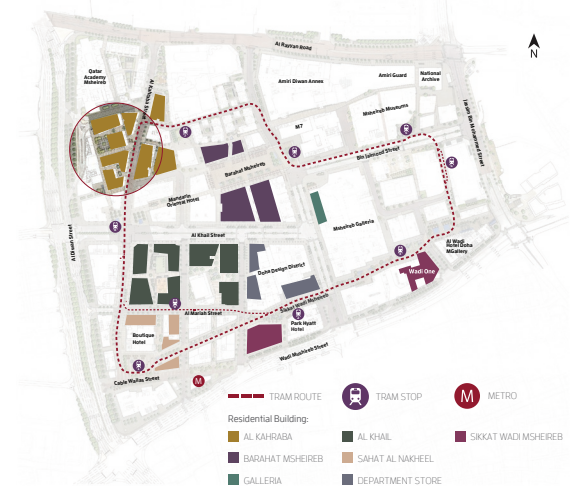 Al Rayyan Road
N
Qatar
Academy
Msheireb
Al Kahraba Street
Amiri Diwan Annex
Amiri Guard
National
Archive
Msheireb Museums
Jassim Bin Mohammed Street
M7
Bin Jelmood Street
Barahat Msheireb
Mandarin
Oriental Hotel
Al Diwan Street
Msheireb Galleria
Al Khail Street
Al Wadi
Hotel Doha
MGallery
Doha Design District
Wadi One
Sikkat Wadi Msheireb
Al Mariah Street
Park Hyatt
Hotel
Boutique
Hotel
Wadi Mushireb Street
Cable Wallas Street
M
TRAM ROUTE
TRAM STOP
M
METRO
Residential Building:
AL KAHRABA
AL KHAIL
SIKKAT WADI MSHEIREB
BARAHAT MSHEIREB
SAHAT AL NAKHEEL
GALLERIA
DEPARTMENT STORE